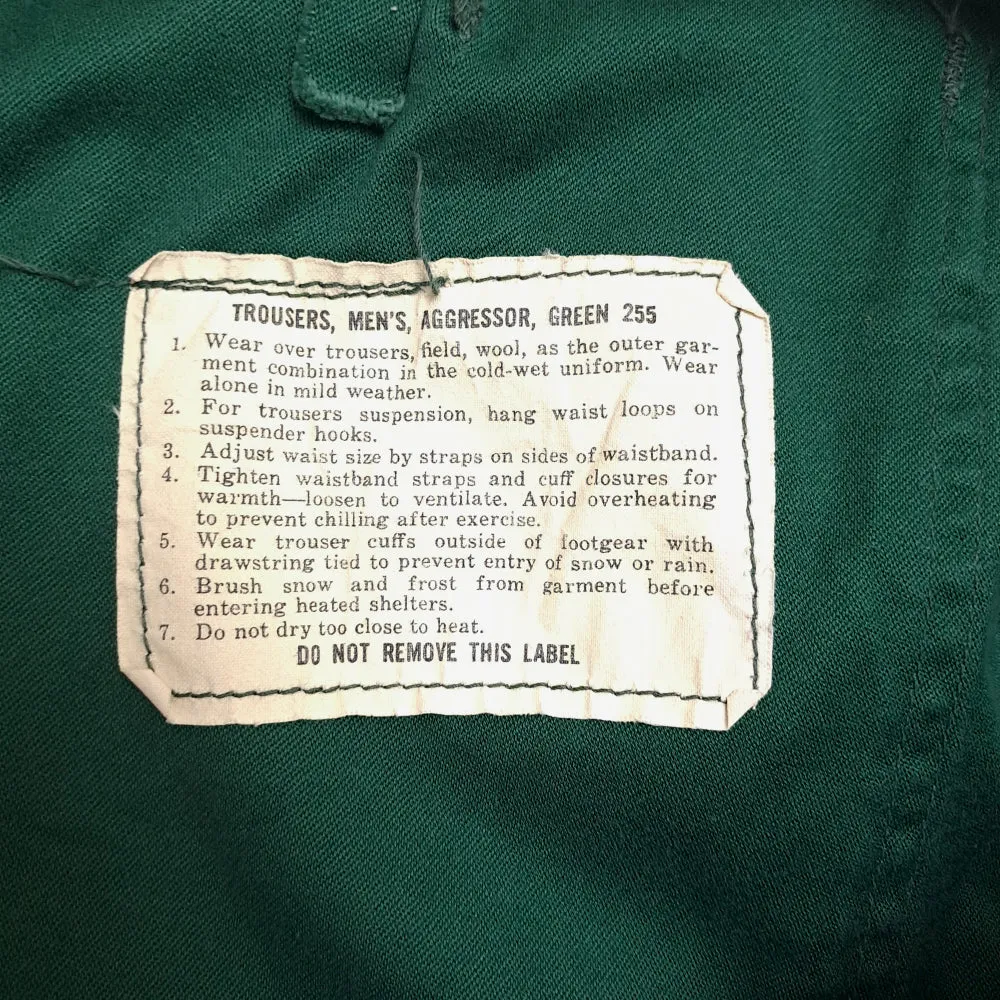 TROUSERS, MEN'S, AGGRESSOR, GREEN 255
1. Wear over trousers, field, wool, as the outer gar-
ment combination in the cold-wet uniform. Wear
alone in mild weather.
2. For trousers suspension, hang waist loops on
suspender hooks.
3. Adjust waist size by straps on sides of waistband.
4. Tighten waistband straps and cuff closures for
warmth—loosen to ventilate. Avoid overheating
to prevent chilling after exercise.
5. Wear trouser cuffs outside of footgear with
drawstring tied to prevent entry of snow or rain.
6. Brush snow and frost from garment before
entering heated shelters.
7. Do not dry too close to heat.
DO NOT REMOVE THIS LABEL